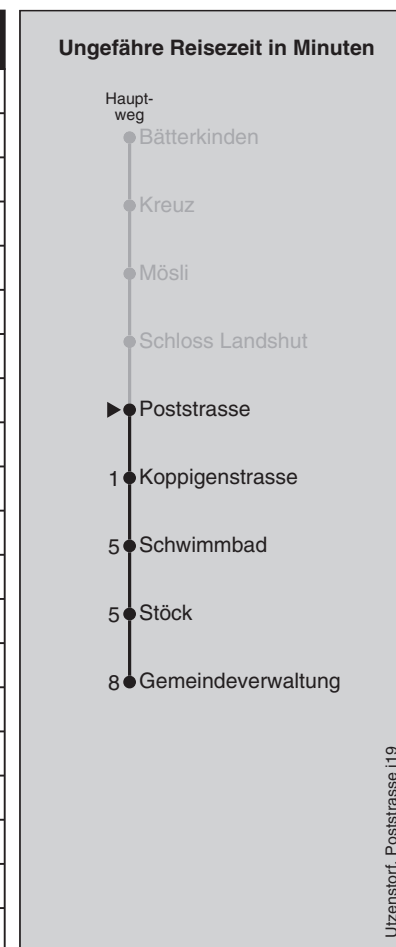 Ungefähre Reisezeit in Minuten
Haupt-
weg
Bätterkinden
Kreuz
Mösli
Schloss Landshut
Poststrasse
1 Koppigenstrasse
5 Schwimmbad
5 Stöck
8 Gemeindeverwaltung
Utzenstorf, Poststrasse j19